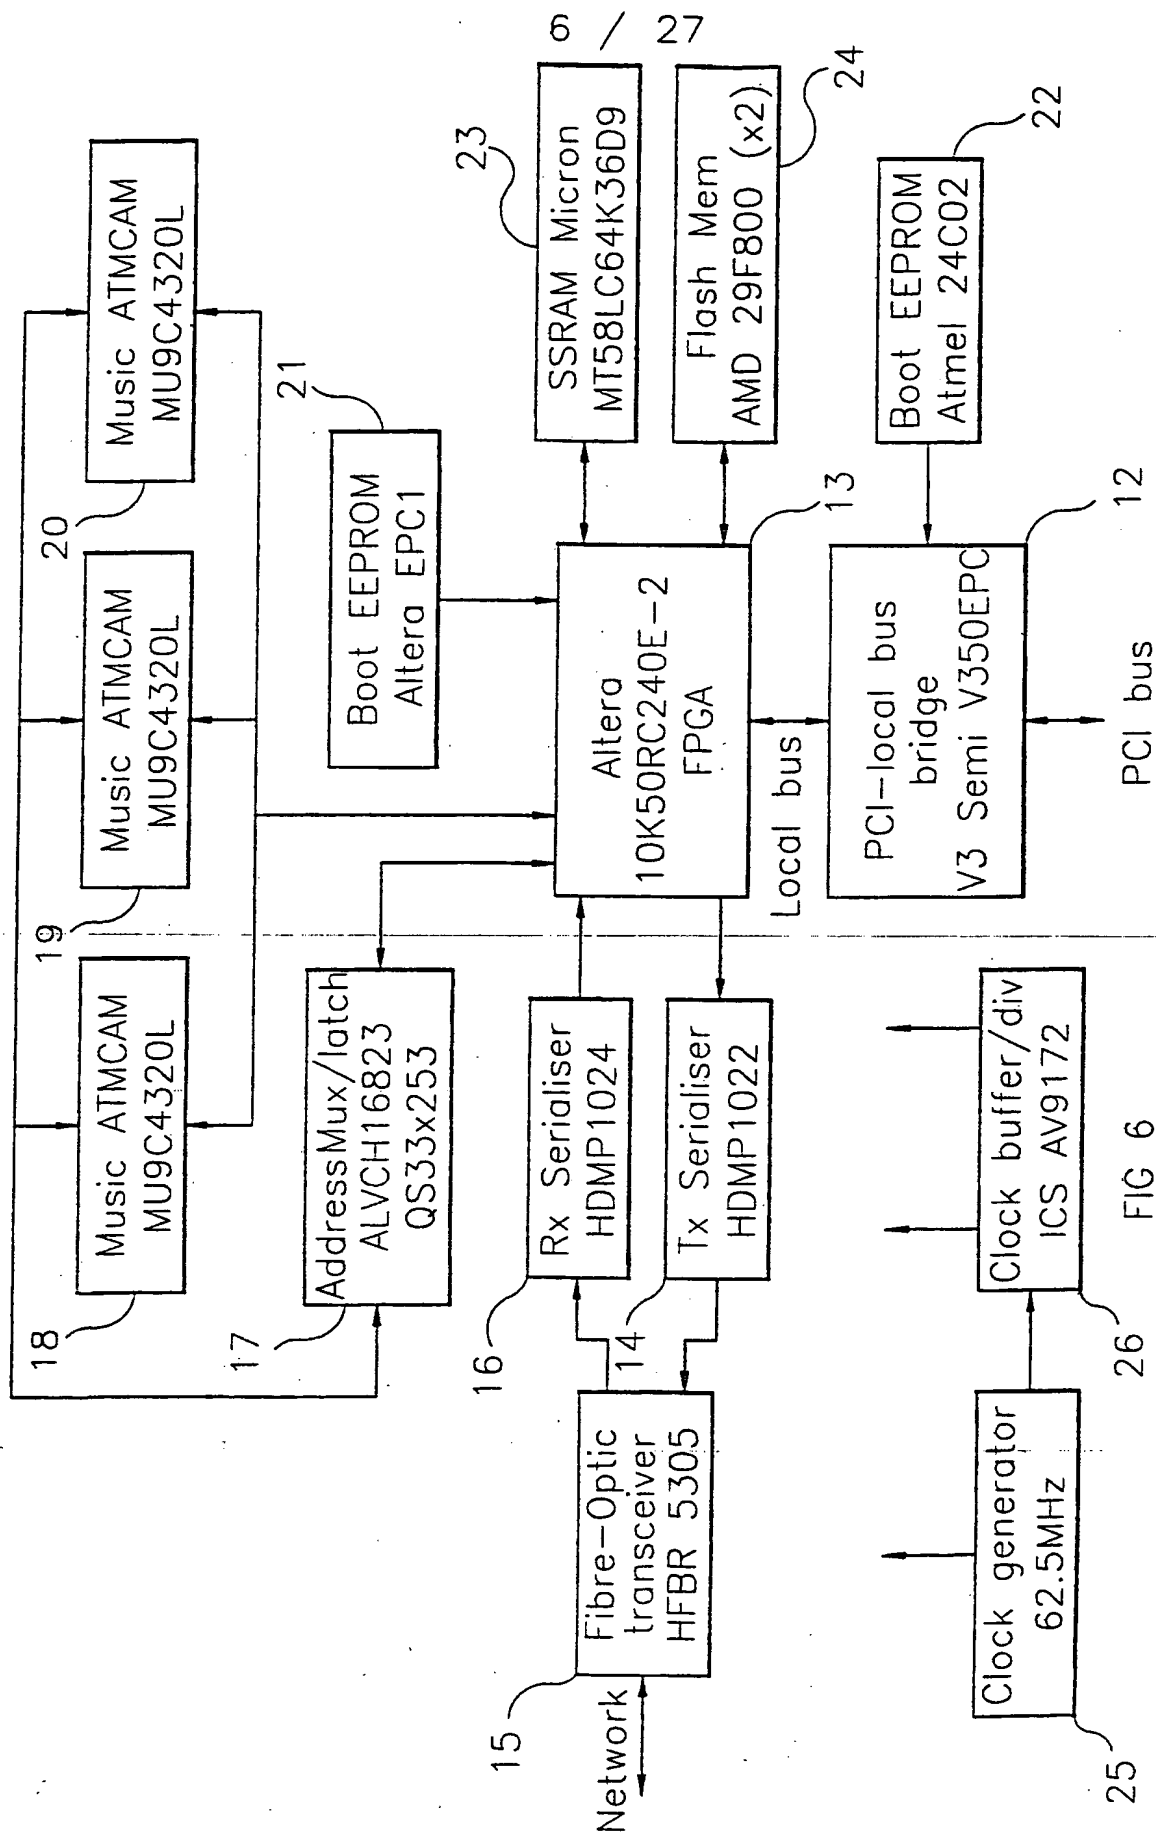 6 / 27
Music ATMCAM
MU9C4320L
18
Music ATMCAM
MU9C4320L
19
Music ATMCAM
MU9C4320L
20
AddressMux/latch
ALVCH16823
QS33x253
17
Boot EEPROM
Altera EPC1
21
Rx Serialiser
HDMP1024
16
Tx Serialiser
HDMP1022
14
Fibre-Optic
transceiver
HFBR 5305
15
Network
Altera
10K50RC240E-2
FPGA
13
SSRAM Micron
MT58LC64K36D9
23
Flash Mem
AMD 29F800 (x2)
24
Local bus
PCI-local bus
bridge
V3 Semi V350EPC
12
Boot EEPROM
Atmel 24C02
22
PCI bus
Clock generator
62.5MHz
25
Clock buffer/div
ICS AV9172
26
FIG 6